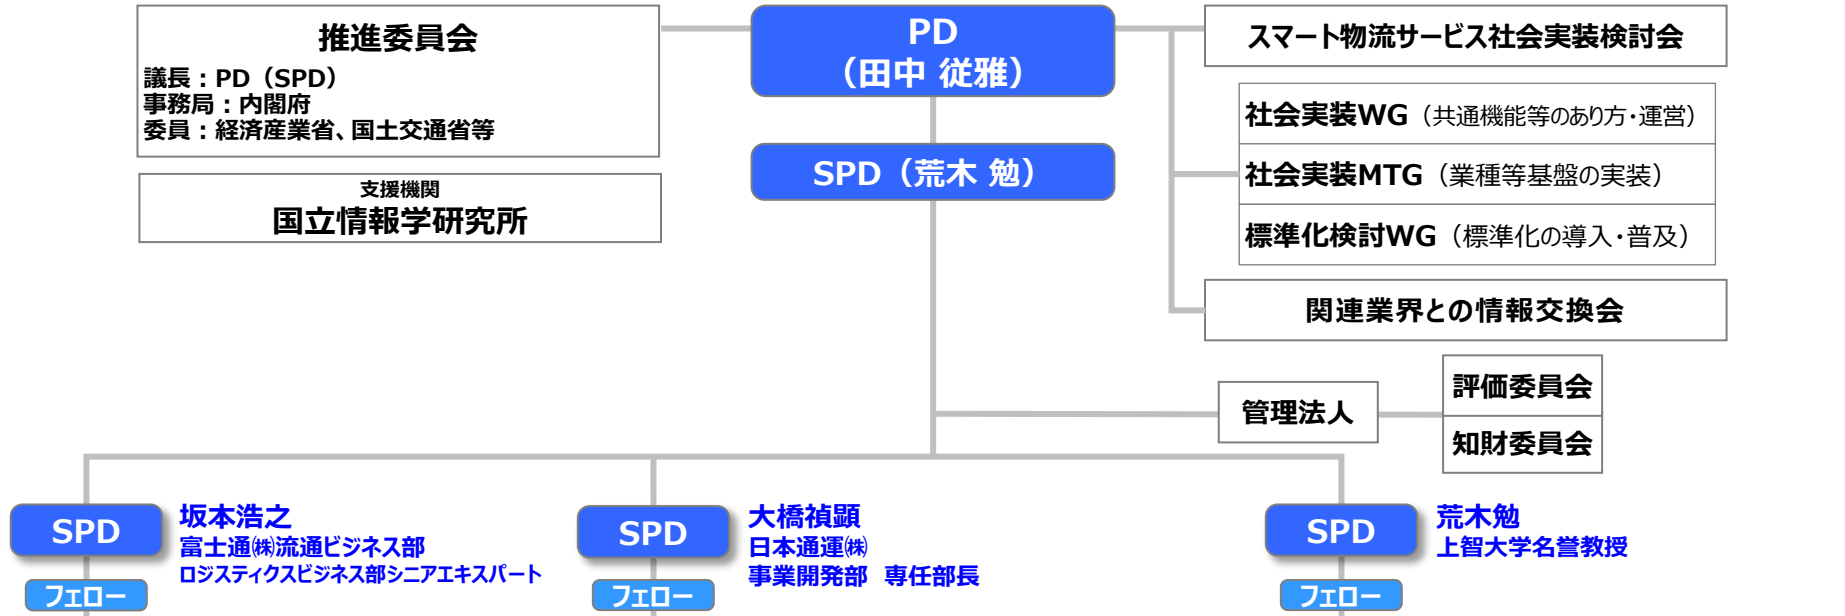 推進委員会
議長：PD（SPD）
事務局：内閣府
委員：経済産業省、国土交通省等
支援機関
国立情報学研究所
PD
（田中 従雅）
SPD（荒木 勉）
スマート物流サービス社会実装検討会
社会実装WG（共通機能等のあり方・運営）
社会実装MTG（業種等基盤の実装）
標準化検討WG（標準化の導入・普及）
関連業界との情報交換会
管理法人
評価委員会
知財委員会
SPD
坂本浩之
富士通㈱流通ビジネス部
ロジスティクスビジネス部シニアエキスパート
フェロー
SPD
大橋禎顕
日本通運㈱
事業開発部　専任部長
フェロー
SPD
荒木勉
上智大学名誉教授
フェロー